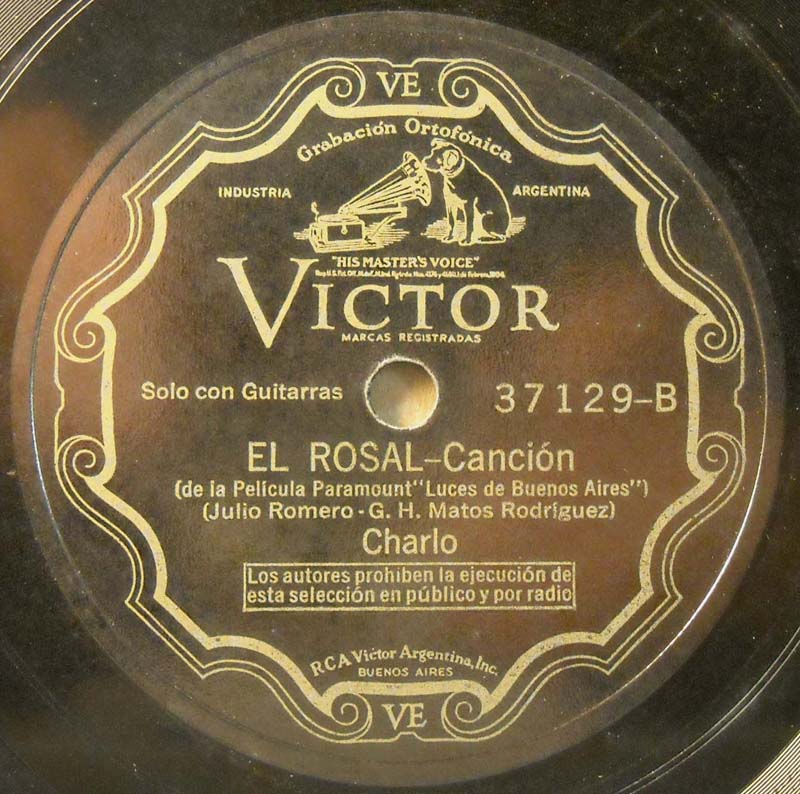 VE
Grabación Ortofónica
INDUSTRIA ARGENTINA
"HIS MASTER'S VOICE"
VICTOR
MARCAS REGISTRADAS
Solo con Guitarras 37129-B
EL ROSAL-Canción
(de la Película Paramount "Luces de Buenos Aires")
(Julio Romero - G. H. Matos Rodríguez)
Charlo
Los autores prohiben la ejecución de
esta selección en público y por radio
RCA Victor Argentina, Inc.
BUENOS AIRES
VE